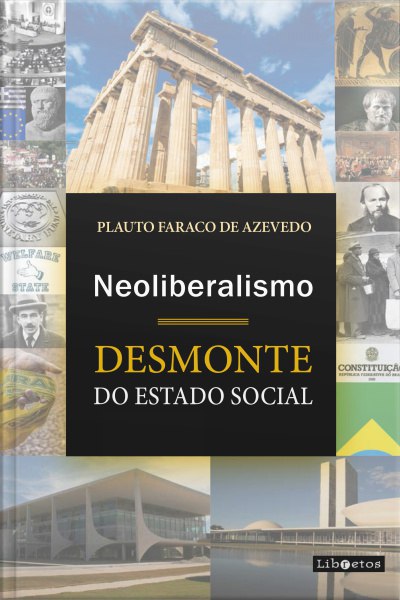 PLAUTO FARACO DE AZEVEDO
Neoliberalismo
DESMONTE
DO ESTADO SOCIAL
WELFARE
STATE
CONSTITUIÇÃO
Libretos